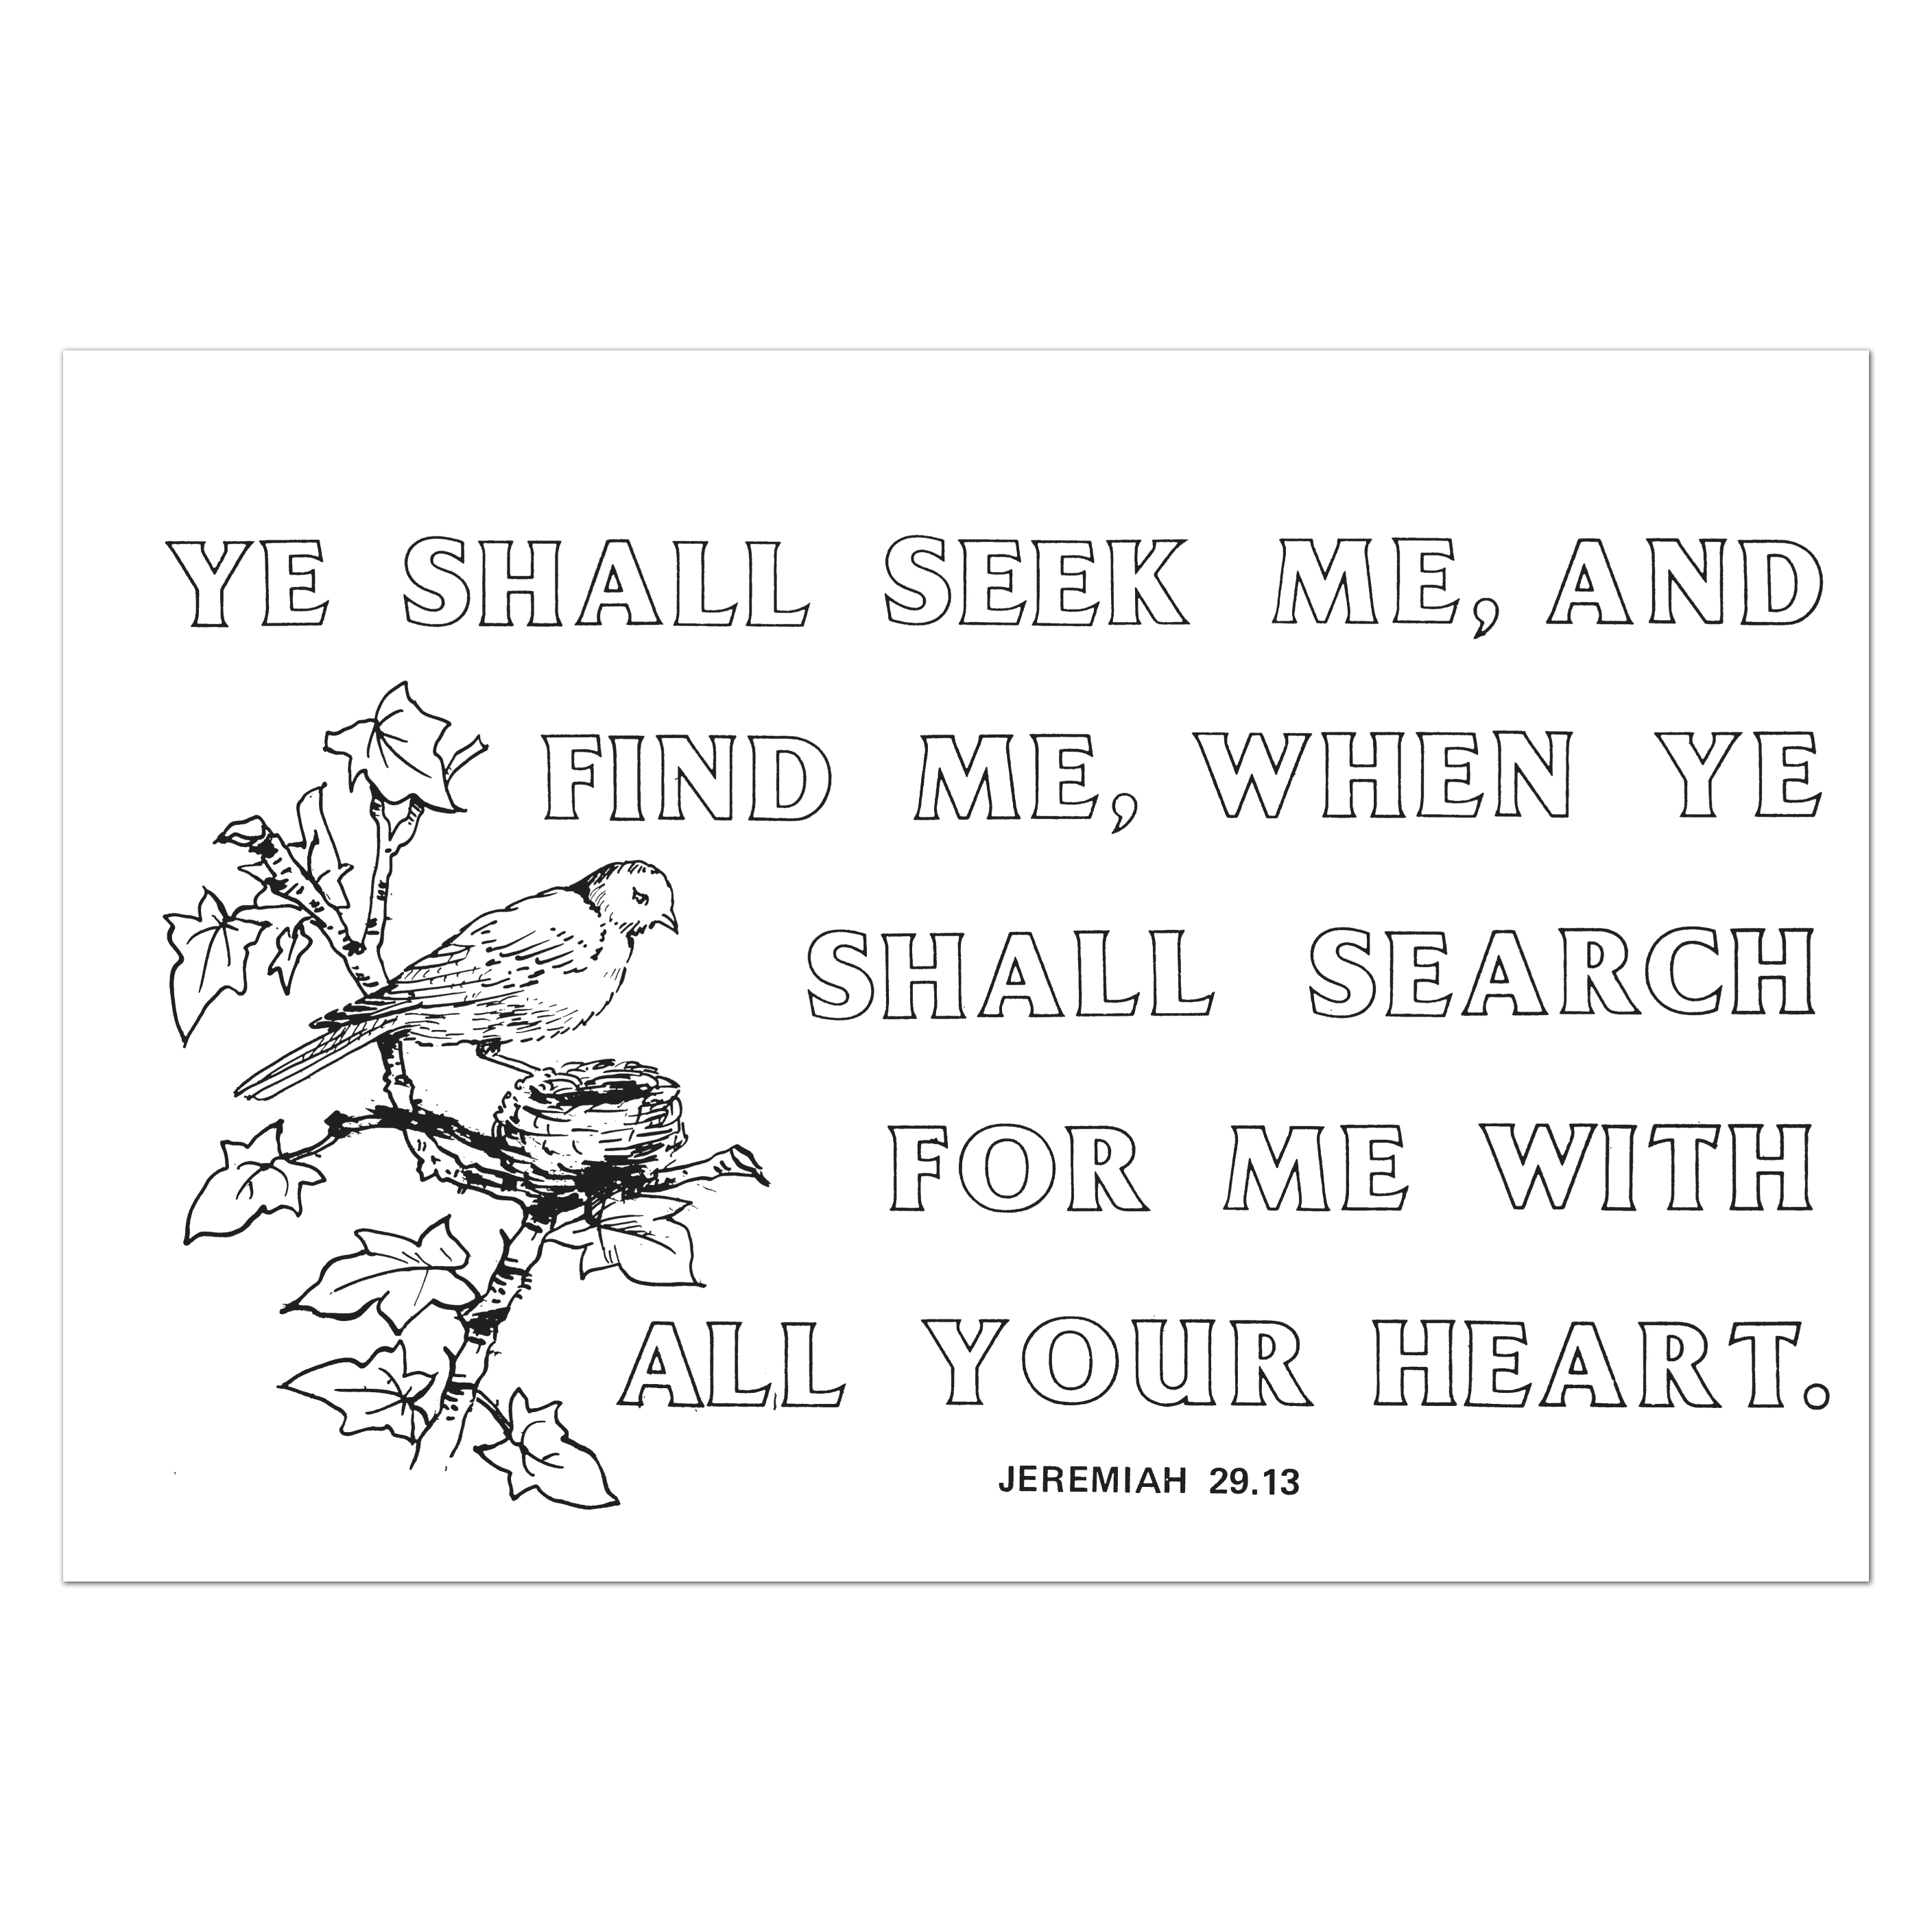 YE SHALL SEEK ME, AND
FIND ME, WHEN YE
SHALL SEARCH
FOR ME WITH
ALL YOUR HEART.
JEREMIAH 29.13